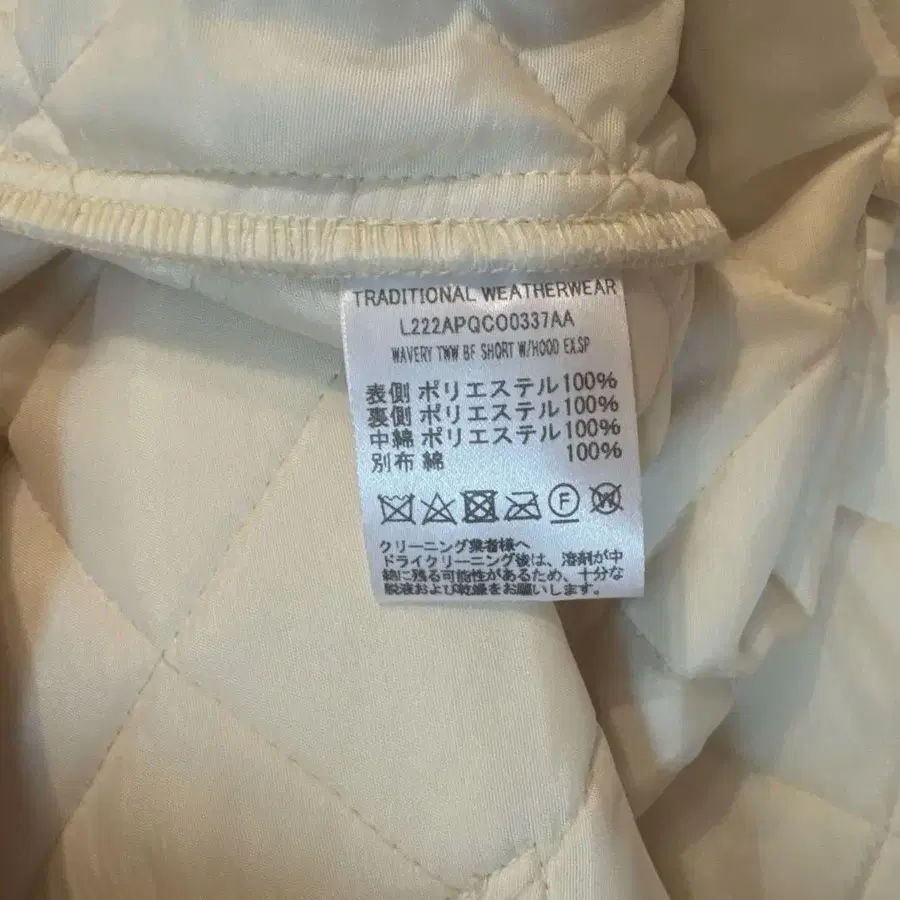 TRADITIONAL WEATHERWEAR
L222APQCO0337AA
WAVERY TWW BF SHORT W/HOOD EX.SP
表側 ポリエステル100%
裏側 ポリエステル100%
中綿 ポリエステル100%
別布 綿 100%
F
W
クリーニング業者様へ
ドライクリーニング後は、溶剤が中
綿に残る可能性があるため、十分な
脱液および乾燥をお願いします。